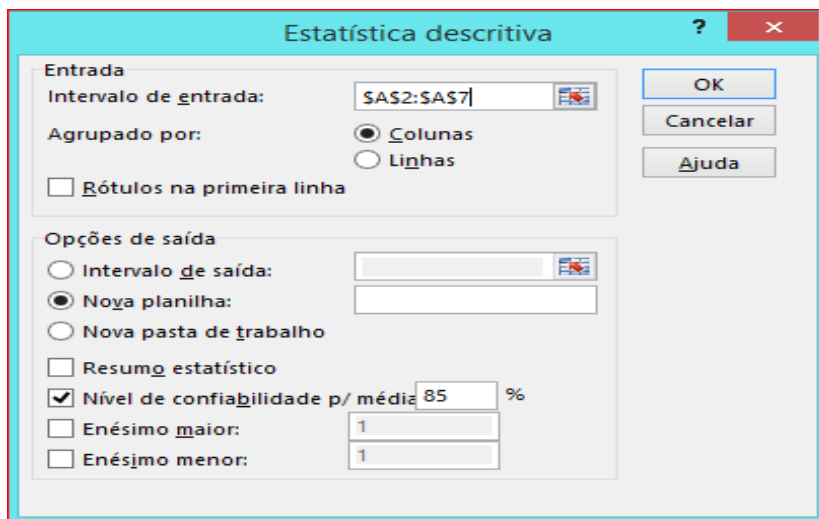 Estatística descritiva
?
×
Entrada
Intervalo de entrada:
$A$2:$A$7
OK
Agrupado por:
Colunas
Cancelar
Linhas
Ajuda
Rótulos na primeira linha
Opções de saída
Intervalo de saída:
Nova planilha:
Nova pasta de trabalho
Resumo estatístico
Nível de confiabilidade p/ média
85
%
Enésimo maior:
1
Enésimo menor:
1